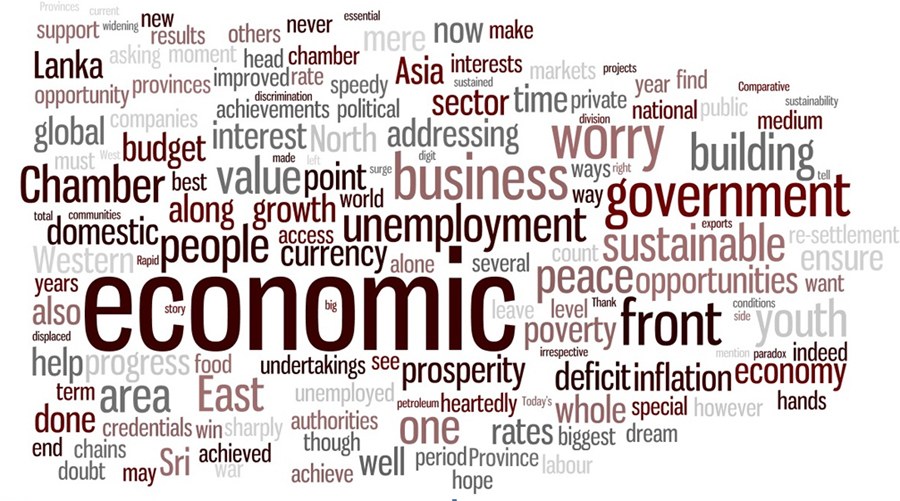 Provinces current
support widening new results others never essential
mere now make
asking moment head chamber
Lanka Asia interests markets projects
opportunity provinces improved rate speedy sustained year find
discrimination achievements political sector time private Comparative
global companies division national public sustainability
medium
interest North addressing worry building
must West budget made left digit
Chamber best value point surge business ways right tell
along growth world way government
total communities
domestic people access unemployment exports
currency sustainable re-settlement
Western Rapid alone several count ensure
years economic peace opportunities want
also story big leave level Thank conditions
displaced poverty front side youth
irrespective mention paradox indeed
help progress food undertakings see prosperity deficit inflation economy
term area East unemployed petroleum heartedly Today's whole special however hands
done credentials win sharply authorities one rates biggest dream
end chains achieved though
doubt may Sri war achieve well period Province labour
hope